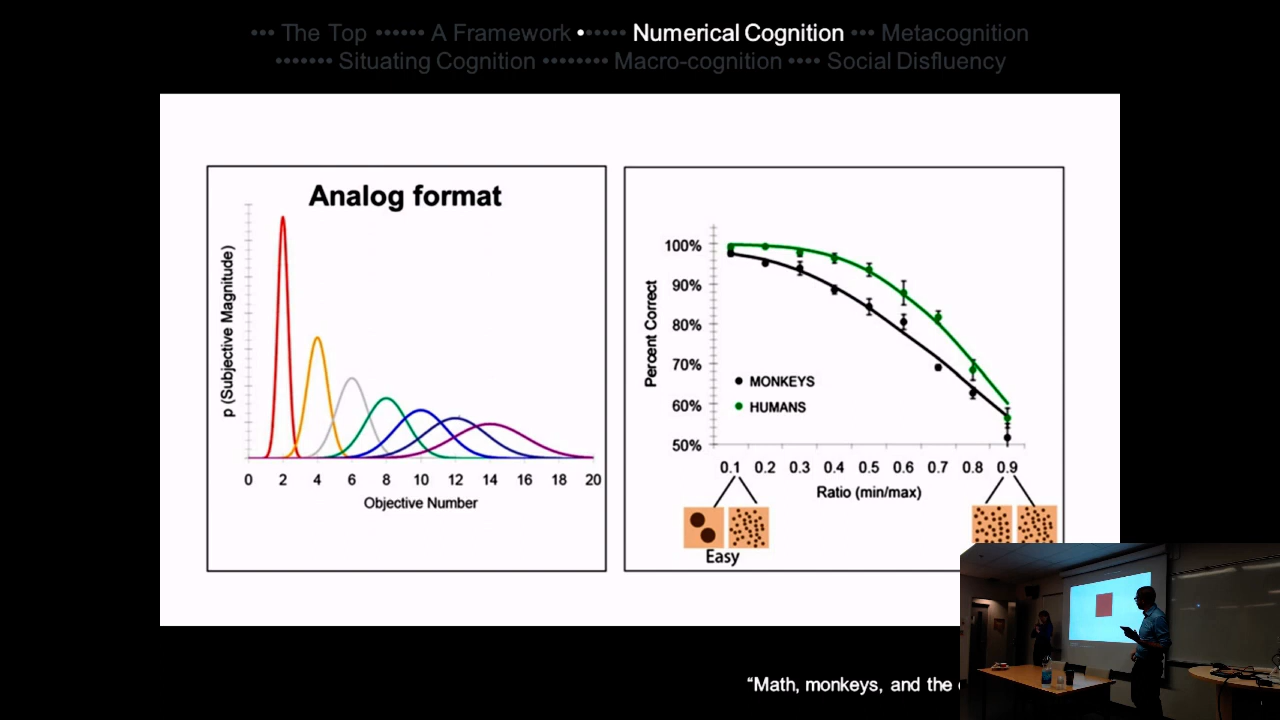 ••• The Top •••••• A Framework ••••••• Numerical Cognition ••• Metacognition
••••••• Situating Cognition •••••••• Macro-cognition •••• Social Disfluency
Analog format
p (Subjective Magnitude)
0 2 4 6 8 10 12 14 16 18 20
Objective Number
Percent Correct
100%
90%
80%
70%
60%
50%
MONKEYS
HUMANS
0.1 0.2 0.3 0.4 0.5 0.6 0.7 0.8 0.9
Ratio (min/max)
Easy
“Math, monkeys, and the